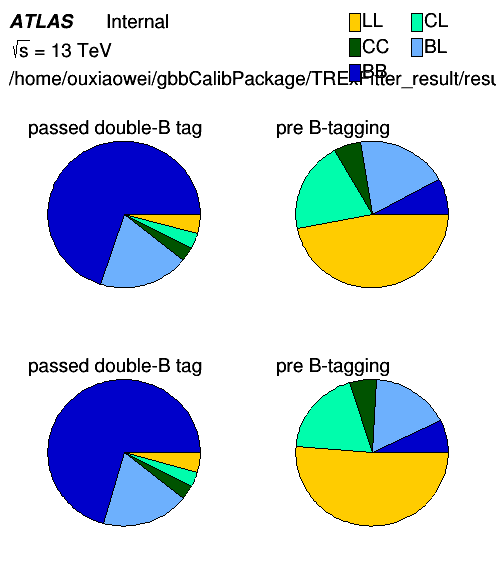 ATLAS Internal
√s = 13 TeV
LL CL
CC BL
BB
/home/ouxiaowei/gbbCalibPackage/TRExFitter_result/resu
passed double-B tag
pre B-tagging
passed double-B tag
pre B-tagging